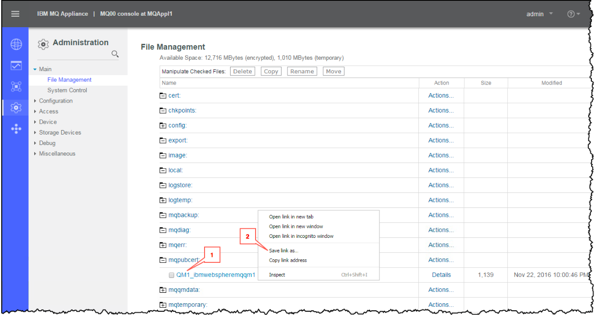 IBM MQ Appliance | MQ00 console at MQAppl1
admin
Administration
Main
File Management
System Control
Configuration
Access
Device
Storage Devices
Debug
Miscellaneous
File Management
Available Space: 12,716 MBytes (encrypted), 1,010 MBytes (temporary)
Manipulate Checked Files: Delete Copy Rename Move
Name Action Size Modified
cert: Actions...
chkpoints: Actions...
config: Actions...
export: Actions...
image: Actions...
local: Actions...
logstore: Actions...
logtemp: Actions...
mqbackup: Actions...
mqdiag: Actions...
mqerr: Actions...
mqpubcert: Actions...
QM1_ibmwebspheremqqm1 Details 1,139 Nov 22, 2016 10:00:46 PM
mqqmdata: Actions...
mqtemporary: Actions...
Open link in new tab
Open link in new window
Open link in incognito window
Save link as...
Copy link address
Inspect Ctrl+Shift+I
1
2